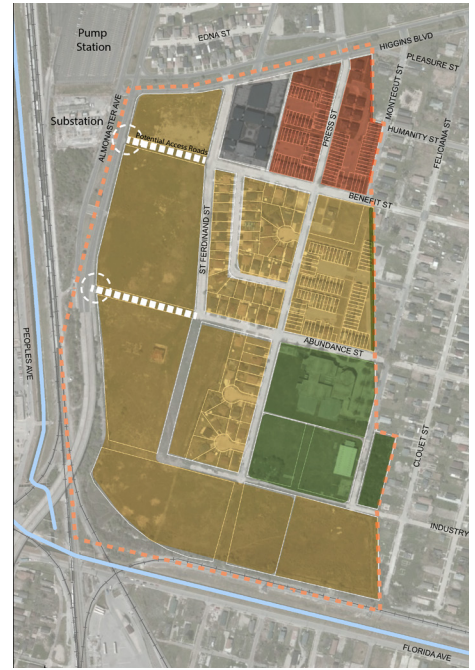 Pump
Station
EDNA ST
HIGGINS BLVD
PLEASURE ST
MONTEGUT ST
Substation
ALMONASTER AVE
Potential Access Roads
PRESS ST
HUMANITY ST
FELICIANA ST
BENEFIT ST
ST FERDINAND ST
PEOPLES AVE
ABUNDANCE ST
CLOUET ST
INDUSTRY
FLORIDA AVE